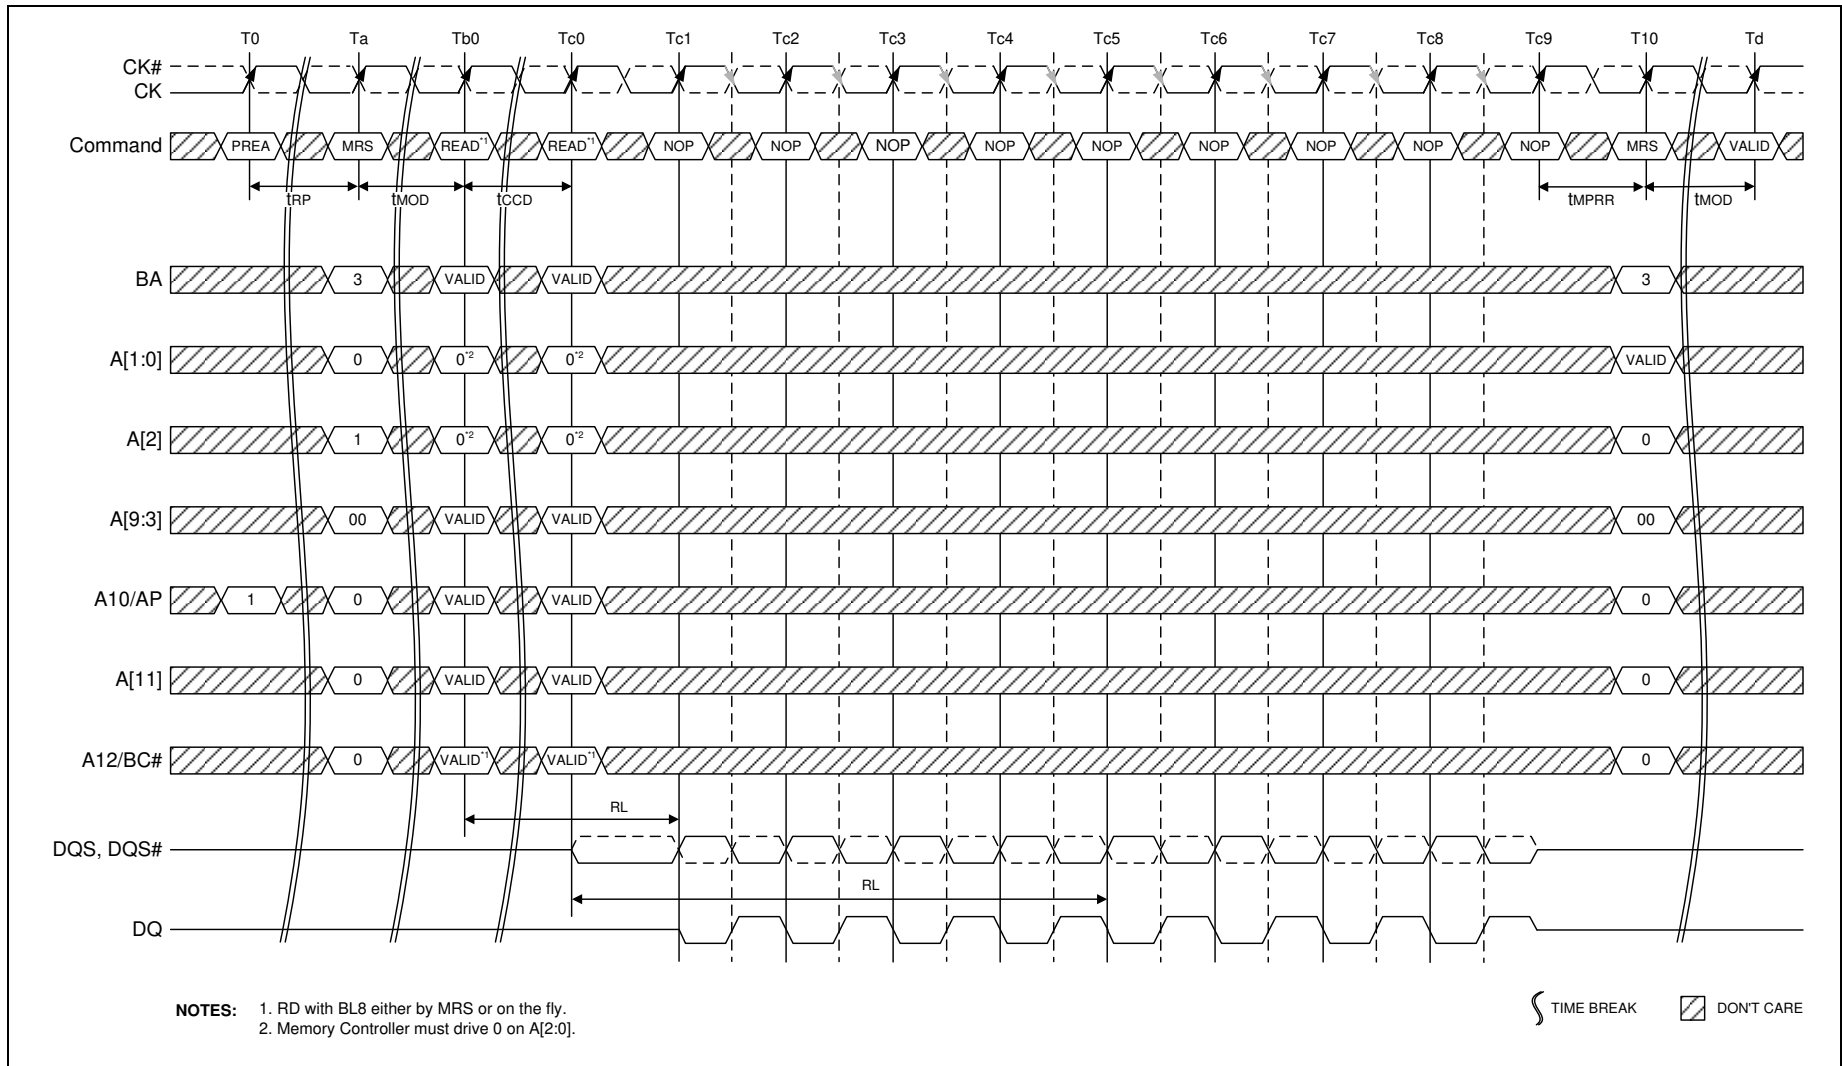 T0 Ta Tb0 Tc0 Tc1 Tc2 Tc3 Tc4 Tc5 Tc6 Tc7 Tc8 Tc9 T10 Td
CK#
CK
Command PREA MRS READ*1 READ*1 NOP NOP NOP NOP NOP NOP NOP NOP NOP MRS VALID
tRP tMOD tCCD tMPRR tMOD
BA 3 VALID VALID 3
A[1:0] 0 0*2 0*2 VALID
A[2] 1 0*2 0*2 0
A[9:3] 00 VALID VALID 00
A10/AP 1 0 VALID VALID 0
A[11] 0 VALID VALID 0
A12/BC# 0 VALID*1 VALID*1 0
RL
DQS, DQS#
RL
DQ
NOTES: 1. RD with BL8 either by MRS or on the fly.
2. Memory Controller must drive 0 on A[2:0].
TIME BREAK DON'T CARE